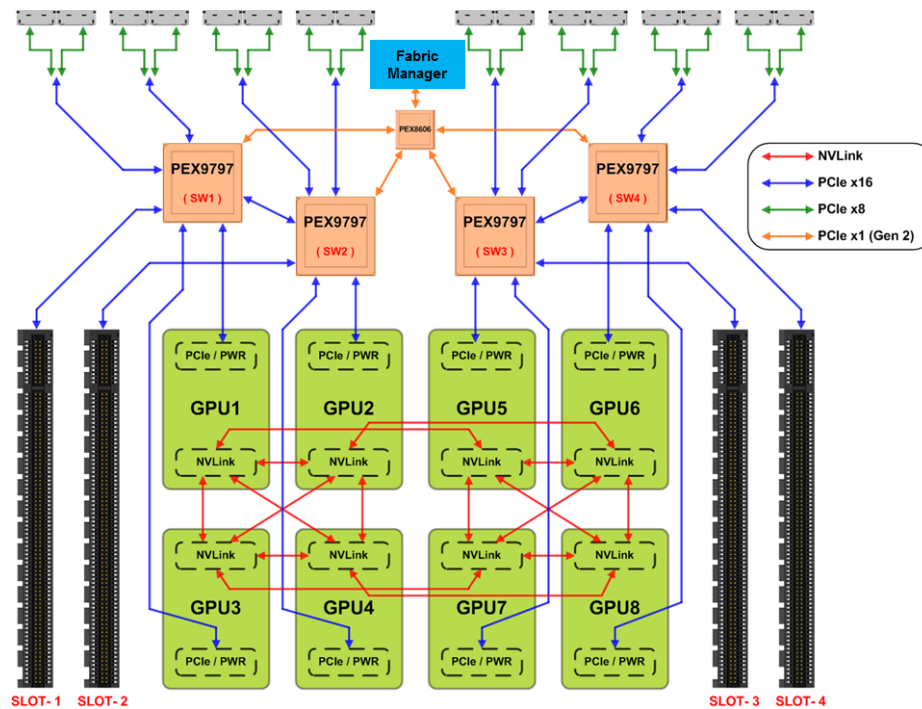 Fabric
Manager
PEX8606
PEX9797
( SW1)
PEX9797
( SW2)
PEX9797
( SW3)
PEX9797
( SW4)
NVLink
PCIe x16
PCIe x8
PCIe x1 (Gen 2)
PCIe / PWR
PCIe / PWR
PCIe / PWR
PCIe / PWR
GPU1
GPU2
GPU5
GPU6
NVLink
NVLink
NVLink
NVLink
NVLink
NVLink
NVLink
NVLink
GPU3
GPU4
GPU7
GPU8
PCIe / PWR
PCIe / PWR
PCIe / PWR
PCIe / PWR
SLOT- 1
SLOT- 2
SLOT- 3
SLOT- 4